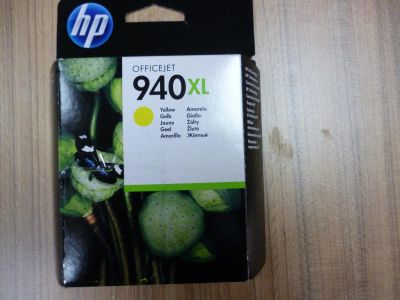 hp
OFFICEJET
940XL
Yellow Amarelo
Gelb Giallo
Jaune Żółty
Geel Žlutá
Amarillo Жёлтый